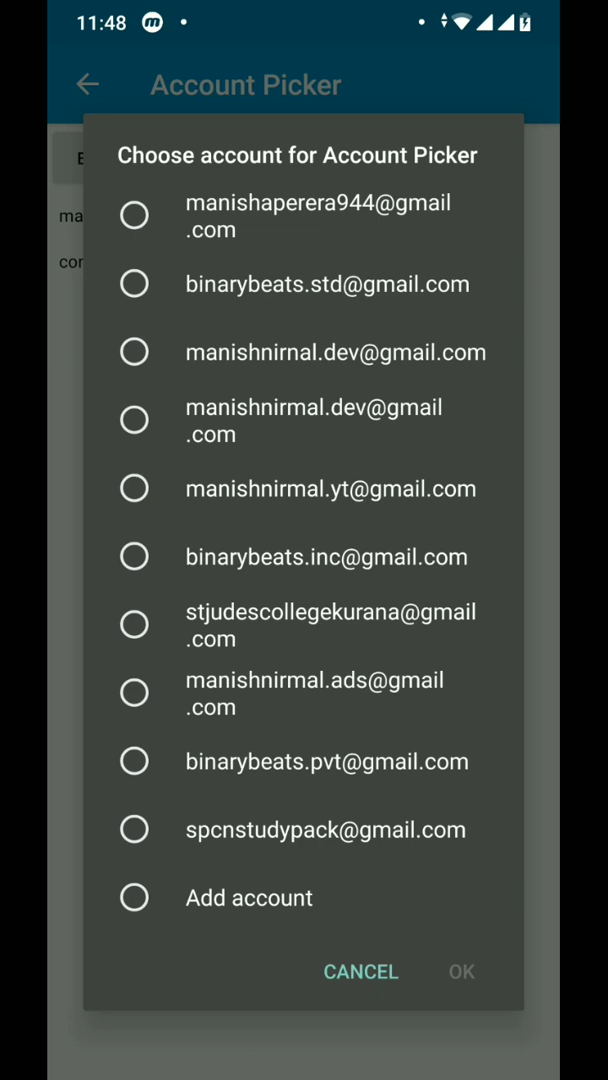 11:48
Account Picker
Choose account for Account Picker
ma
con
manishaperera944@gmail
.com
binarybeats.std@gmail.com
manishnirnal.dev@gmail.com
manishnirmal.dev@gmail
.com
manishnirmal.yt@gmail.com
binarybeats.inc@gmail.com
stjudescollegekurana@gmail
.com
manishnirmal.ads@gmail
.com
binarybeats.pvt@gmail.com
spcnstudypack@gmail.com
Add account
CANCEL OK